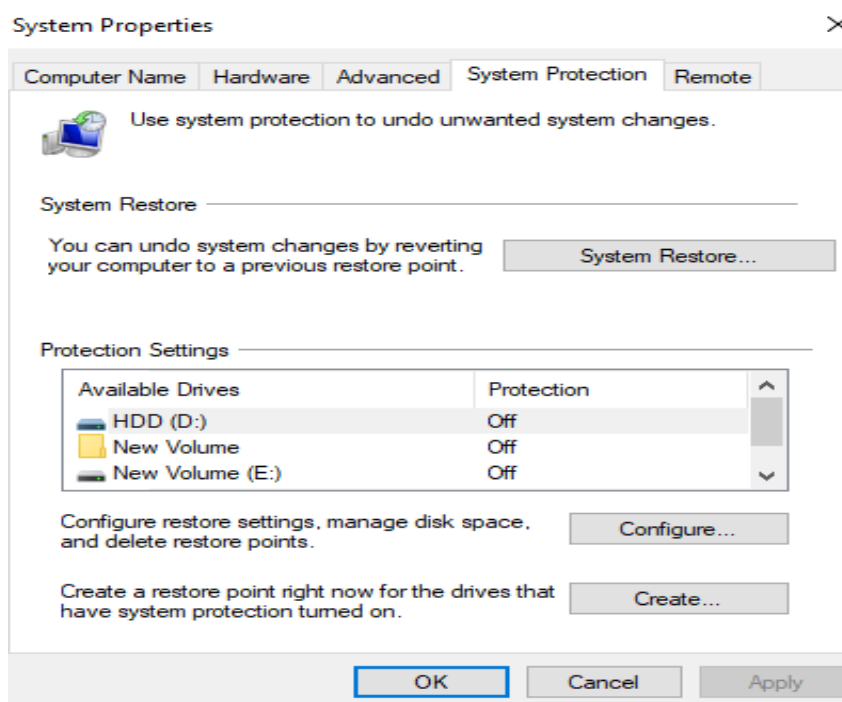 System Properties
Computer Name Hardware Advanced System Protection Remote
Use system protection to undo unwanted system changes.
System Restore
You can undo system changes by reverting
your computer to a previous restore point.
System Restore...
Protection Settings
Available Drives Protection
HDD (D:) Off
New Volume Off
New Volume (E:) Off
Configure restore settings, manage disk space,
and delete restore points.
Configure...
Create a restore point right now for the drives that
have system protection turned on.
Create...
OK Cancel Apply